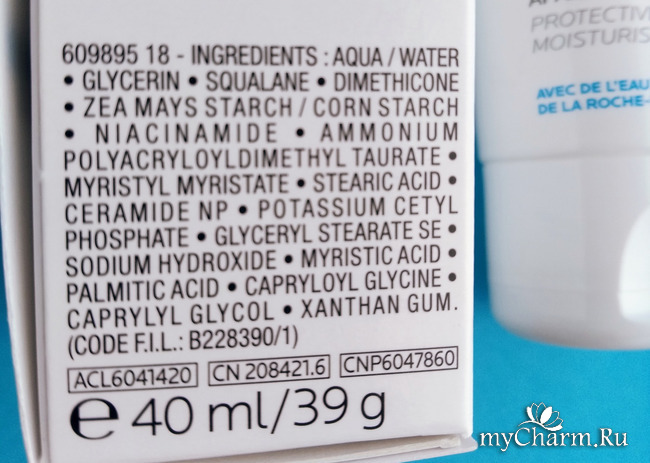 609895 18 - INGREDIENTS : AQUA / WATER
• GLYCERIN • SQUALANE • DIMETHICONE
• ZEA MAYS STARCH / CORN STARCH
• NIACINAMIDE • AMMONIUM
POLYACRYLOYLDIMETHYL TAURATE •
MYRISTYL MYRISTATE • STEARIC ACID •
CERAMIDE NP • POTASSIUM CETYL
PHOSPHATE • GLYCERYL STEARATE SE •
SODIUM HYDROXIDE • MYRISTIC ACID •
PALMITIC ACID • CAPRYLOYL GLYCINE •
CAPRYLYL GLYCOL • XANTHAN GUM.
(CODE F.I.L.: B228390/1)
ACL6041420 CN 208421.6 CNP6047860
e 40 ml/39 g
PROTECTIV
MOISTURIS
AVEC DE L'EAU
DE LA ROCHE-
myCharm.Ru